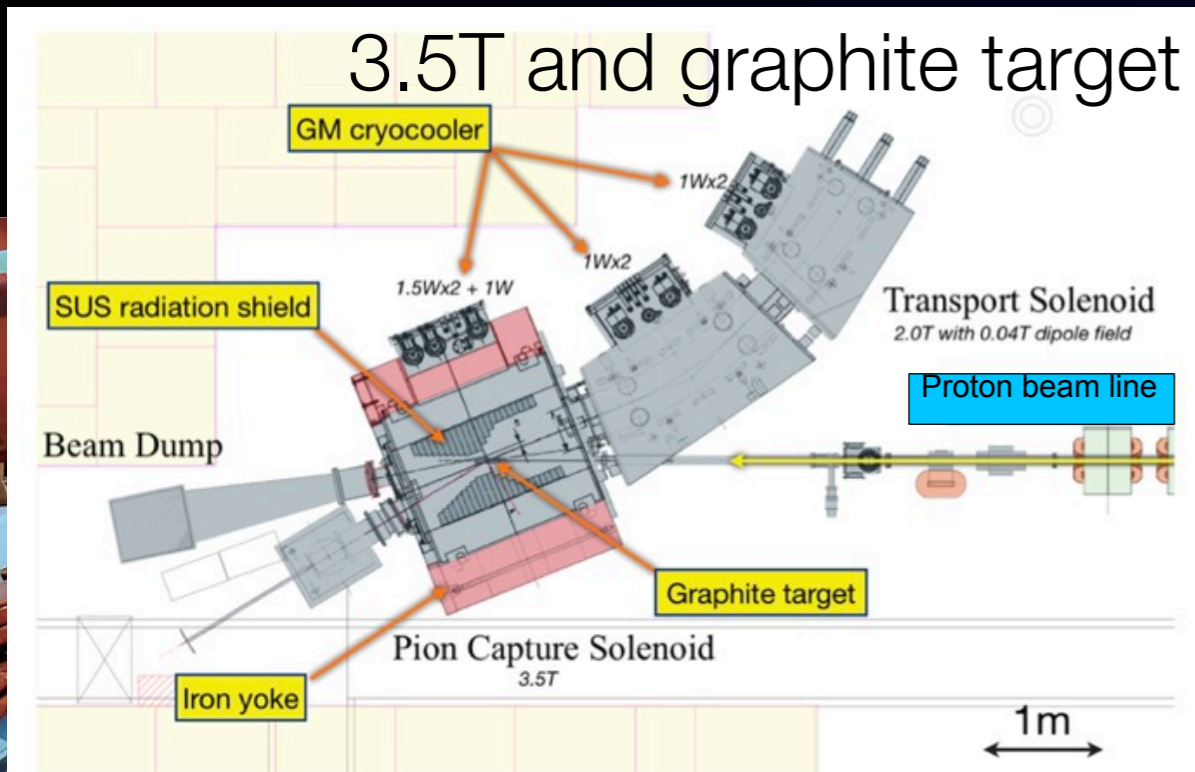 3.5T and graphite target
GM cryocooler
1Wx2
1Wx2
1.5Wx2 + 1W
SUS radiation shield
Transport Solenoid
2.0T with 0.04T dipole field
Proton beam line
Beam Dump
Graphite target
Pion Capture Solenoid
3.5T
Iron yoke
1m